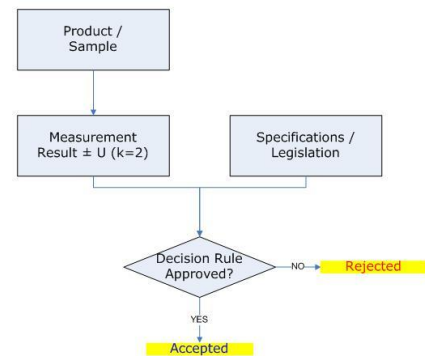 Product /
Sample
Measurement
Result ± U (k=2)
Specifications /
Legislation
Decision Rule
Approved?
NO
Rejected
YES
Accepted